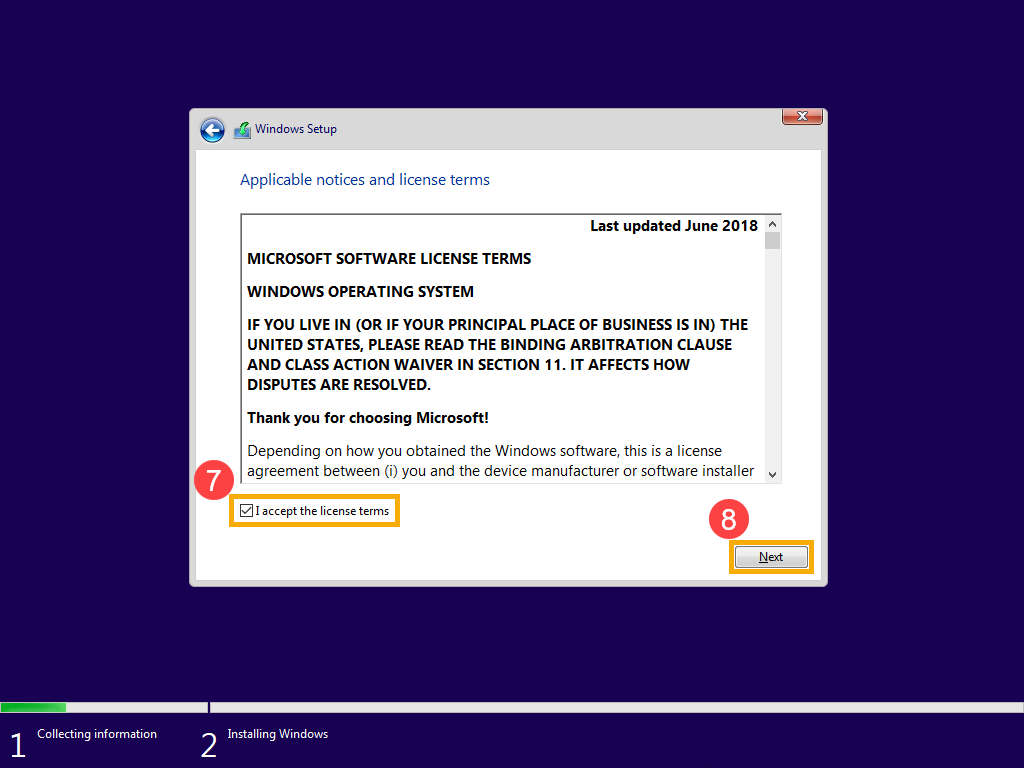 Windows Setup
Applicable notices and license terms
Last updated June 2018
MICROSOFT SOFTWARE LICENSE TERMS
WINDOWS OPERATING SYSTEM
IF YOU LIVE IN (OR IF YOUR PRINCIPAL PLACE OF BUSINESS IS IN) THE
UNITED STATES, PLEASE READ THE BINDING ARBITRATION CLAUSE
AND CLASS ACTION WAIVER IN SECTION 11. IT AFFECTS HOW
DISPUTES ARE RESOLVED.
Thank you for choosing Microsoft!
Depending on how you obtained the Windows software, this is a license
agreement between (i) you and the device manufacturer or software installer
7
I accept the license terms
8
Next
1 Collecting information
2 Installing Windows